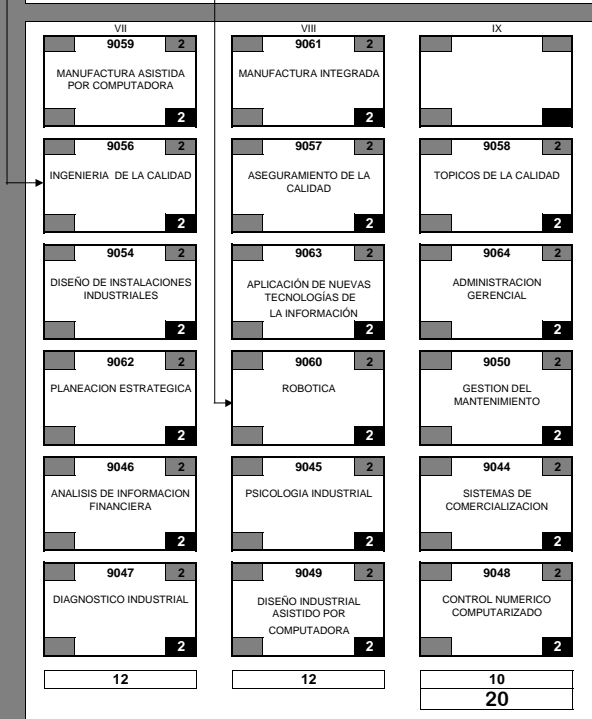 VII
VIII
IX
9059 2
9061 2
MANUFACTURA ASISTIDA
POR COMPUTADORA
MANUFACTURA INTEGRADA
2
2
9056 2
9057 2
9058 2
INGENIERIA DE LA CALIDAD
ASEGURAMIENTO DE LA
CALIDAD
TOPICOS DE LA CALIDAD
2
2
2
9054 2
9063 2
9064 2
DISEÑO DE INSTALACIONES
INDUSTRIALES
APLICACIÓN DE NUEVAS
TECNOLOGÍAS DE
LA INFORMACIÓN
ADMINISTRACION
GERENCIAL
2
2
2
9062 2
9060 2
9050 2
PLANEACION ESTRATEGICA
ROBOTICA
GESTION DEL
MANTENIMIENTO
2
2
2
9046 2
9045 2
9044 2
ANALISIS DE INFORMACION
FINANCIERA
PSICOLOGIA INDUSTRIAL
SISTEMAS DE
COMERCIALIZACION
2
2
2
9047 2
9049 2
9048 2
DIAGNOSTICO INDUSTRIAL
DISEÑO INDUSTRIAL
ASISTIDO POR
COMPUTADORA
CONTROL NUMERICO
COMPUTARIZADO
2
2
2
12
12
10
20